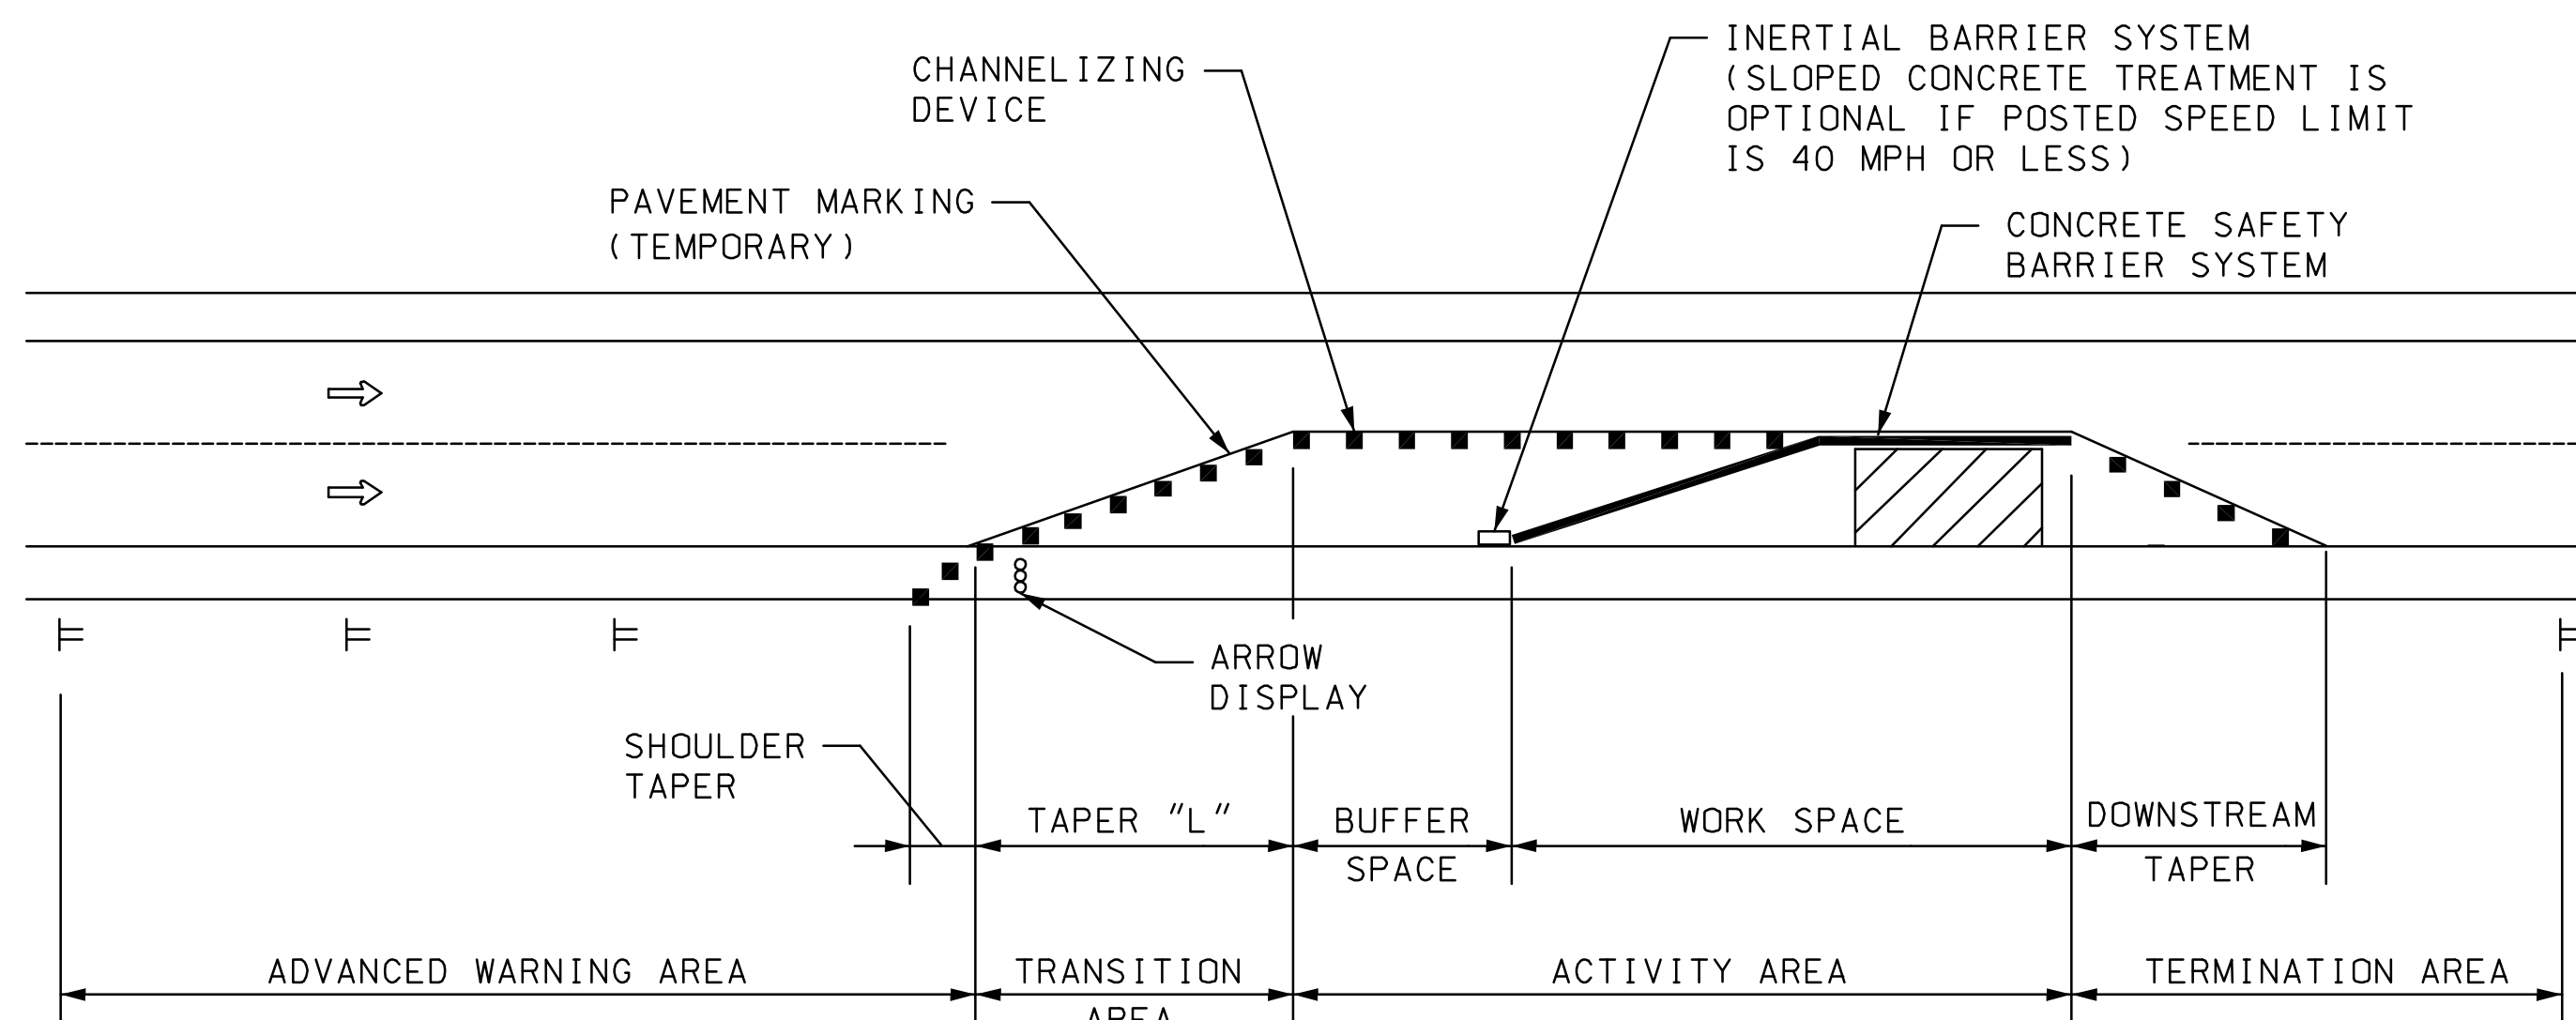 INERTIAL BARRIER SYSTEM
(SLOPED CONCRETE TREATMENT IS
OPTIONAL IF POSTED SPEED LIMIT
IS 40 MPH OR LESS)
CHANNELIZING
DEVICE
PAVEMENT MARKING
(TEMPORARY)
CONCRETE SAFETY
BARRIER SYSTEM
ARROW
DISPLAY
SHOULDER
TAPER
TAPER "L"
BUFFER
SPACE
WORK SPACE
DOWNSTREAM
TAPER
ADVANCED WARNING AREA
TRANSITION
AREA
ACTIVITY AREA
TERMINATION AREA